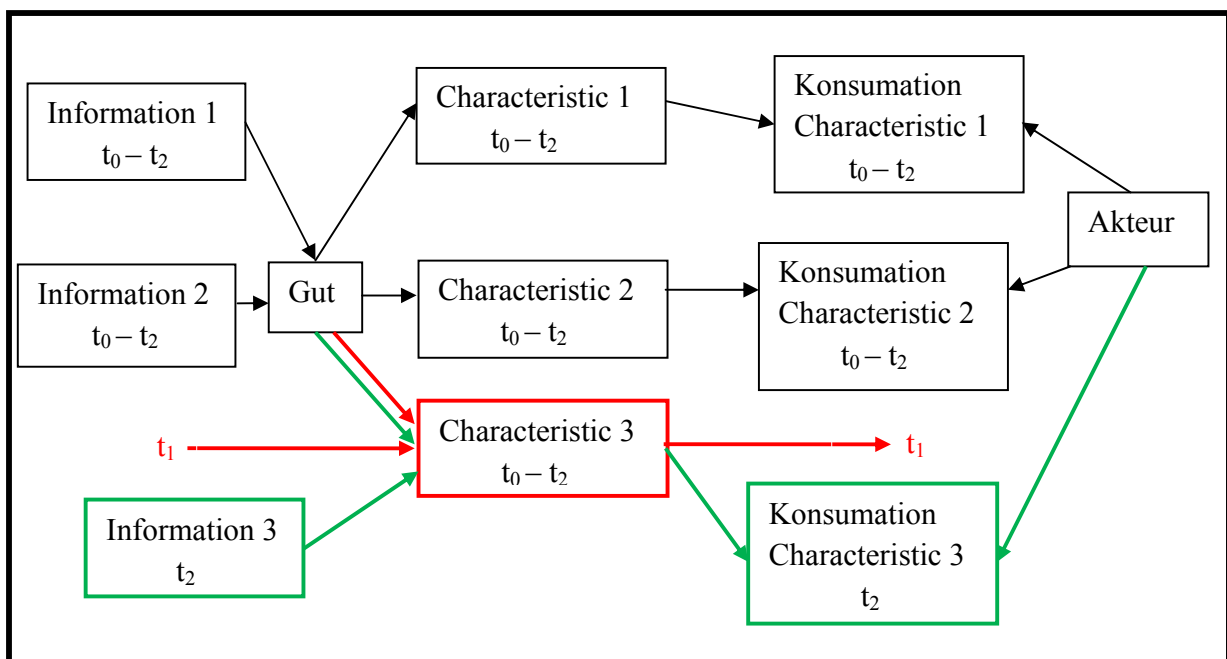 Information 1
t₀ – t₂
Characteristic 1
t₀ – t₂
Konsumation
Characteristic 1
t₀ – t₂
Akteur
Information 2
t₀ – t₂
Gut
Characteristic 2
t₀ – t₂
Konsumation
Characteristic 2
t₀ – t₂
t₁
Characteristic 3
t₀ – t₂
t₁
Information 3
t₂
Konsumation
Characteristic 3
t₂